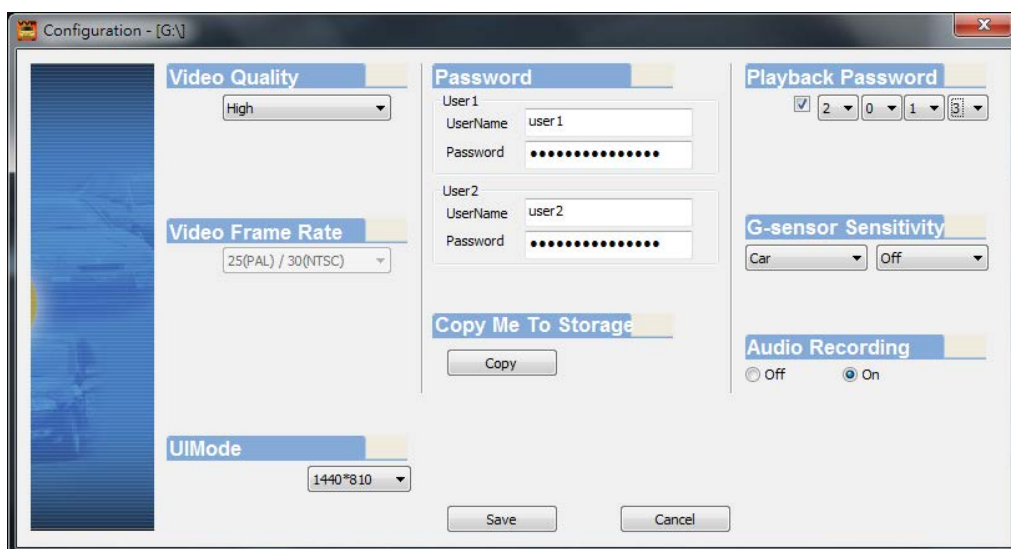 Configuration - [G:\]
Video Quality
High
Video Frame Rate
25(PAL) / 30(NTSC)
UIMode
1440*810
Password
User1
UserName user1
Password •••••••••••••••
User2
UserName user2
Password •••••••••••••••
Copy Me To Storage
Copy
Playback Password
2 0 1 3
G-sensor Sensitivity
Car Off
Audio Recording
Off On
Save Cancel